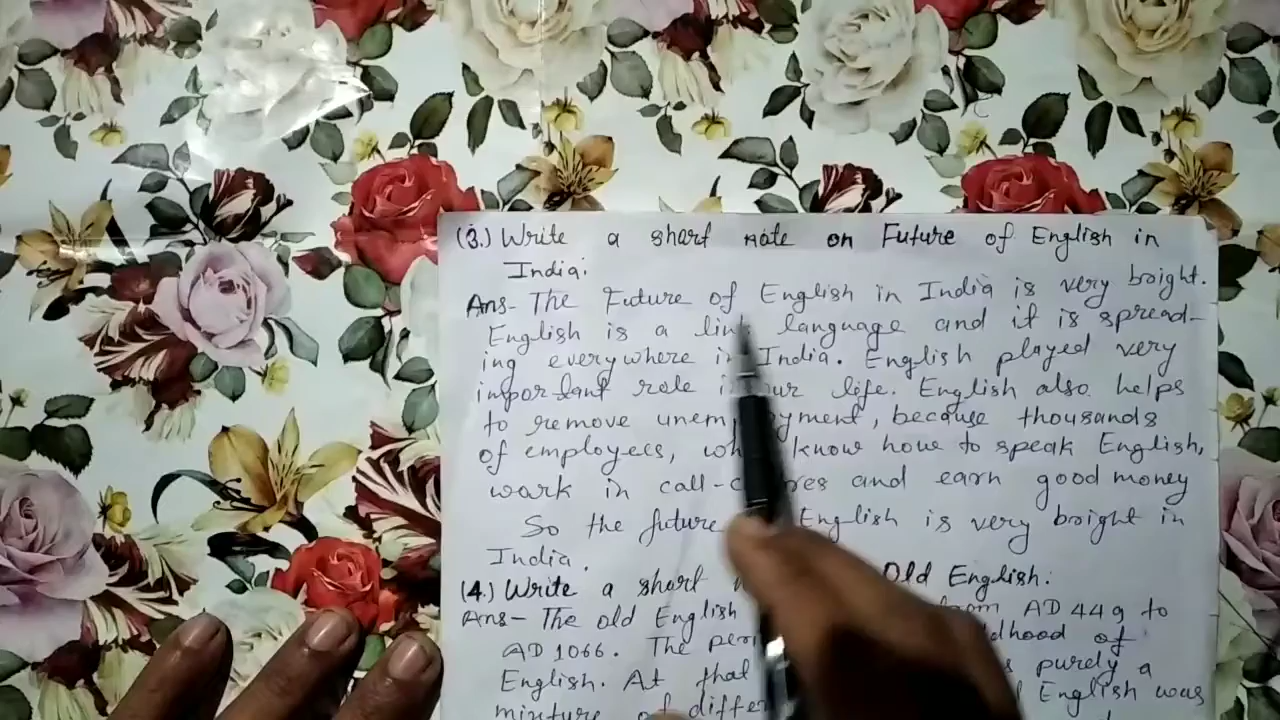 (3.) Write a short note on Future of English in
India:
Ans- The Future of English in India is very bright.
English is a link language and it is spread-
ing everywhere in India. English played very
important role in our life. English also helps
to remove unemployment, because thousands
of employees, who know how to speak English,
work in call-centres and earn good money
So the future English is very bright in
India.
(4.) Write a short Old English:
Ans- The old English from AD 449 to
AD 1066. The childhood of
English. At that purely a
mixture of English was